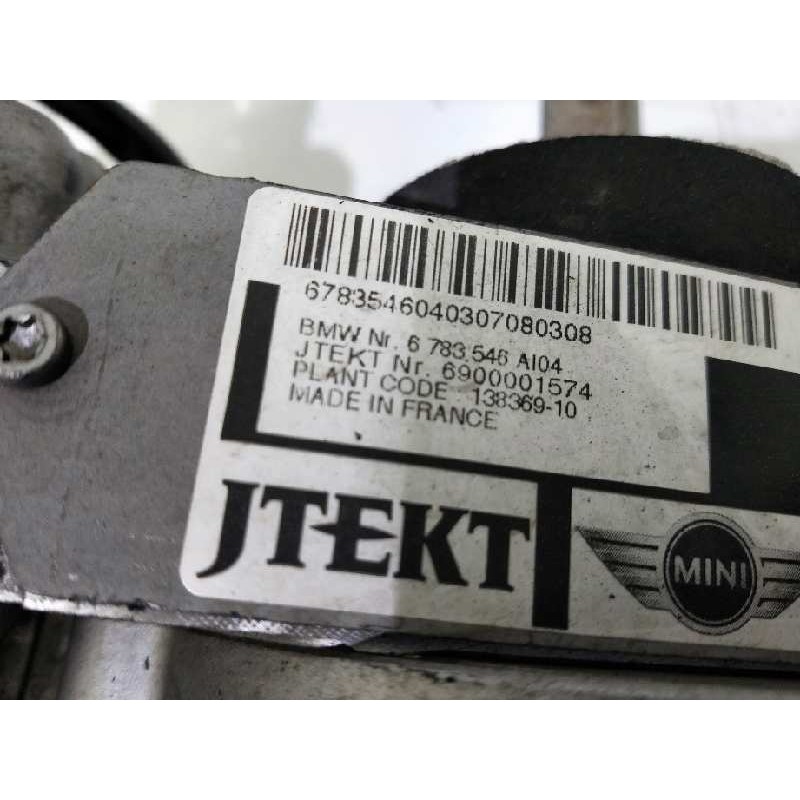 6783546040307080308
BMW Nr. 6 783 546 AI04
JTEKT Nr. 6900001574
PLANT CODE 138369-10
MADE IN FRANCE
JTEKT
MINI